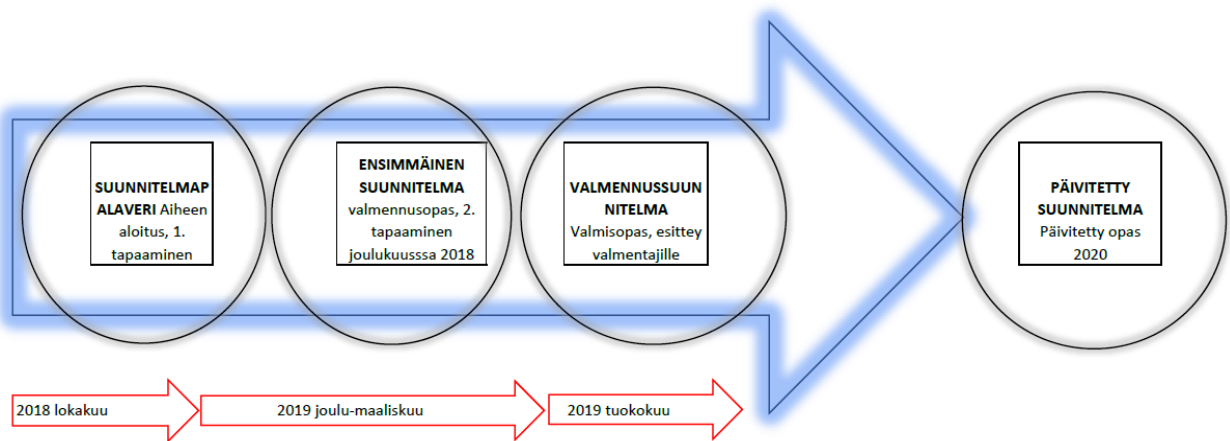 SUUNNITELMAP
ALAVERI Aiheen
aloitus, 1.
tapaaminen
ENSIMMÄINEN
SUUNNITELMA
valmennusopas, 2.
tapaaminen
joulukuusssa 2018
VALMENNUSSUUN
NITELMA
Valmisopas, esittey
valmentajille
PÄIVITETTY
SUUNNITELMA
Päivitetty opas
2020
2018 lokakuu
2019 joulu-maaliskuu
2019 tuokokuu